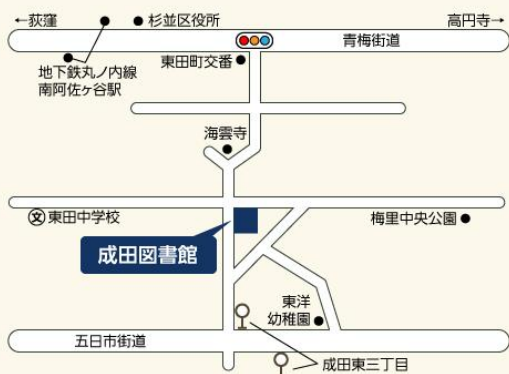 ←荻窪
杉並区役所
高円寺→
青梅街道
地下鉄丸ノ内線
南阿佐ヶ谷駅
東田町交番
海雲寺
文東田中学校
梅里中央公園
成田図書館
東洋
幼稚園
五日市街道
成田東三丁目